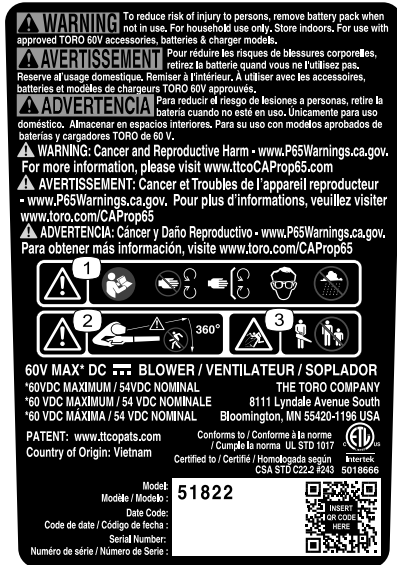 WARNING To reduce risk of injury to persons, remove battery pack when
not in use. For household use only. Store indoors. For use with
approved TORO 60V accessories, batteries & charger models.
AVERTISSEMENT Pour réduire les risques de blessures corporelles,
retirez la batterie quand vous ne l'utilisez pas.
Reserve al'usage domestique. Remiser à l'intérieur. À utiliser avec les accessoires,
batteries et modèles de chargeurs TORO 60V approuvés.
ADVERTENCIA Para reducir el riesgo de lesiones a personas, retire la
batería cuando no esté en uso. Únicamente para uso
doméstico. Almacenar en espacios interiores. Para su uso con modelos aprobados de
baterías y cargadores TORO de 60 V.
WARNING: Cancer and Reproductive Harm - www.P65Warnings.ca.gov.
For more information, please visit www.ttcoCAProp65.com
AVERTISSEMENT: Cancer et Troubles de l'appareil reproducteur
- www.P65Warnings.ca.gov. Pour plus d'informations, veuillez visiter
www.toro.com/CAProp65
ADVERTENCIA: Cáncer y Daño Reproductivo - www.P65Warnings.ca.gov.
Para obtener más información, visite www.toro.com/CAProp65
1
2
360°
3
60V MAX* DC BLOWER / VENTILATEUR / SOPLADOR
*60VDC MAXIMUM / 54VDC NOMINAL
*60 VDC MAXIMUM / 54 VDC NOMINALE
*60 VDC MÁXIMA / 54 VDC NOMINAL
THE TORO COMPANY
8111 Lyndale Avenue South
Bloomington, MN 55420-1196 USA
PATENT: www.ttcopats.com
Country of Origin: Vietnam
Conforms to / Conforme à la norme
/ Cumple la norma UL STD 1017
Certified to / Certifié / Homologada según
CSA STD C22.2 #243
ETL
C US
Intertek
5018666
Model:
Modèle / Modelo :
51822
Date Code:
Code de date / Código de fecha :
Serial Number:
Numéro de série / Número de Serie :
INSERT
QR CODE
HERE